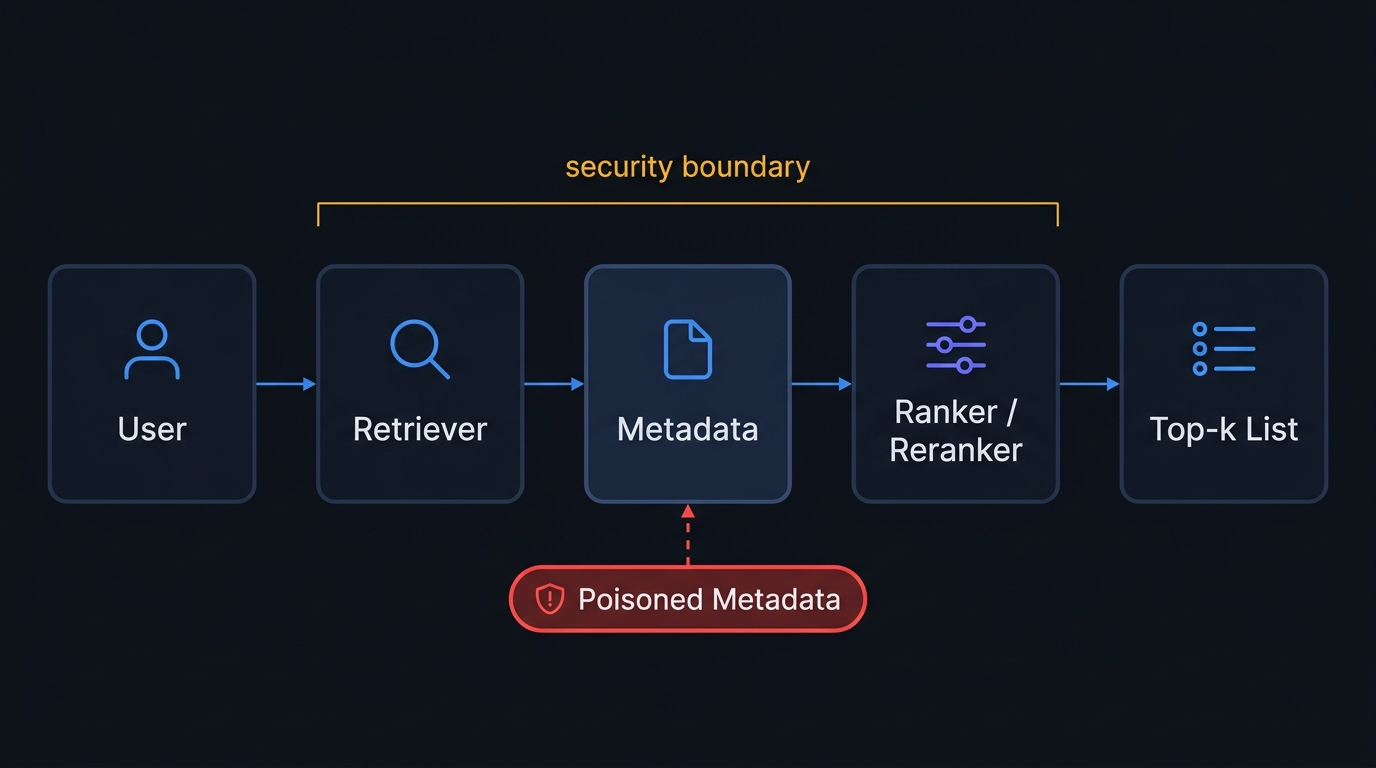 security boundary
User
Retriever
Metadata
Ranker /
Reranker
Top-k List
Poisoned Metadata